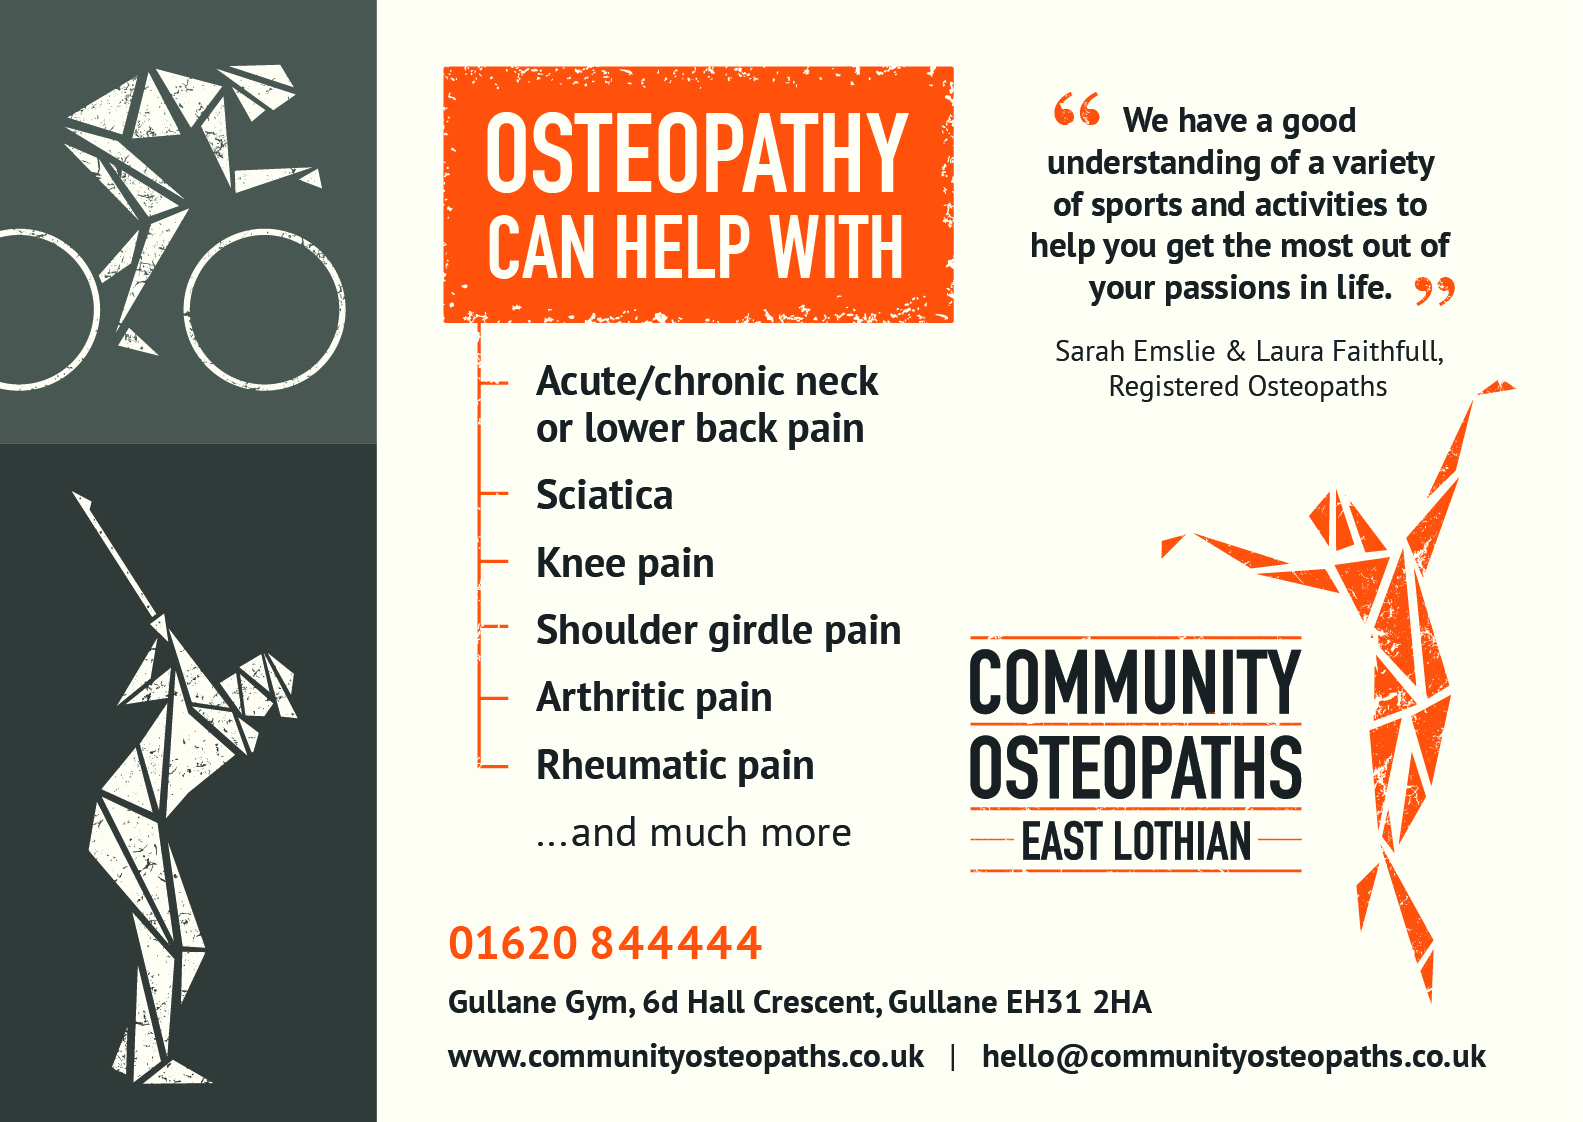 OSTEOPATHY
CAN HELP WITH
Acute/chronic neck
or lower back pain
Sciatica
Knee pain
Shoulder girdle pain
Arthritic pain
Rheumatic pain
...and much more
“ We have a good
understanding of a variety
of sports and activities to
help you get the most out of
your passions in life. ”
Sarah Emslie & Laura Faithfull,
Registered Osteopaths
COMMUNITY
OSTEOPATHS
EAST LOTHIAN
01620 844444
Gullane Gym, 6d Hall Crescent, Gullane EH31 2HA
www.communityosteopaths.co.uk | hello@communityosteopaths.co.uk